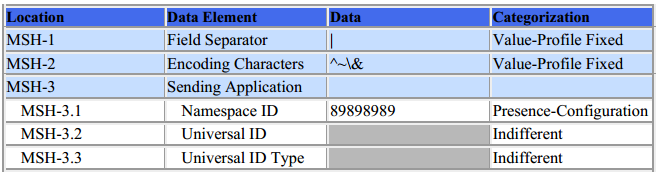 Location Data Element Data Categorization
MSH-1 Field Separator | Value-Profile Fixed
MSH-2 Encoding Characters ^~\& Value-Profile Fixed
MSH-3 Sending Application
MSH-3.1 Namespace ID 89898989 Presence-Configuration
MSH-3.2 Universal ID Indifferent
MSH-3.3 Universal ID Type Indifferent